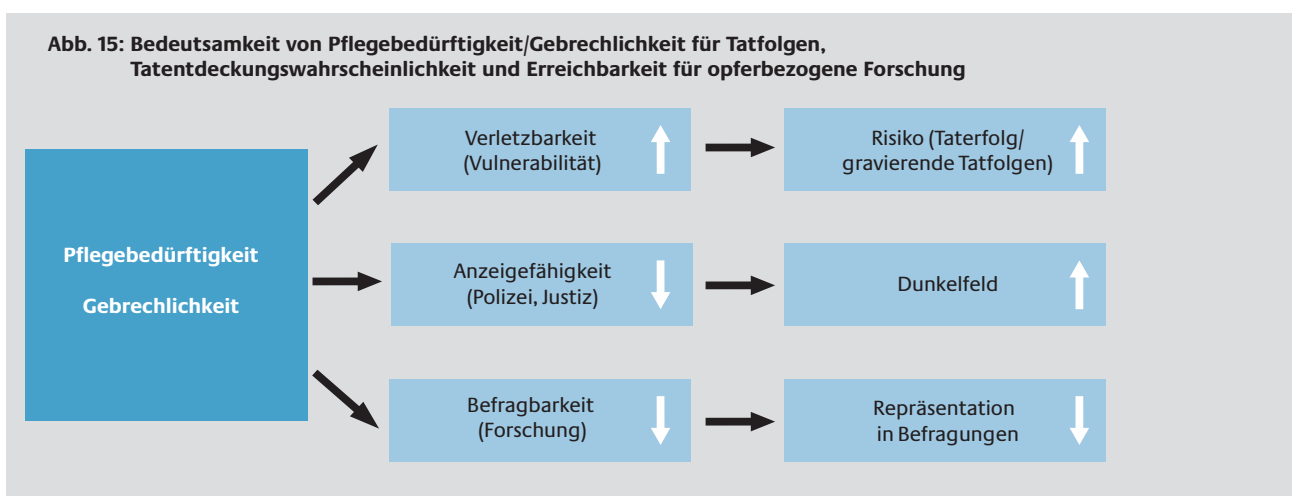 Abb. 15: Bedeutsamkeit von Pflegebedürftigkeit/Gebrechlichkeit für Tatfolgen,
Tatentdeckungswahrscheinlichkeit und Erreichbarkeit für opferbezogene Forschung
Pflegebedürftigkeit
Gebrechlichkeit
Verletzbarkeit
(Vulnerabilität)
Risiko (Taterfolg/
gravierende Tatfolgen)
Anzeigefähigkeit
(Polizei, Justiz)
Dunkelfeld
Befragbarkeit
(Forschung)
Repräsentation
in Befragungen